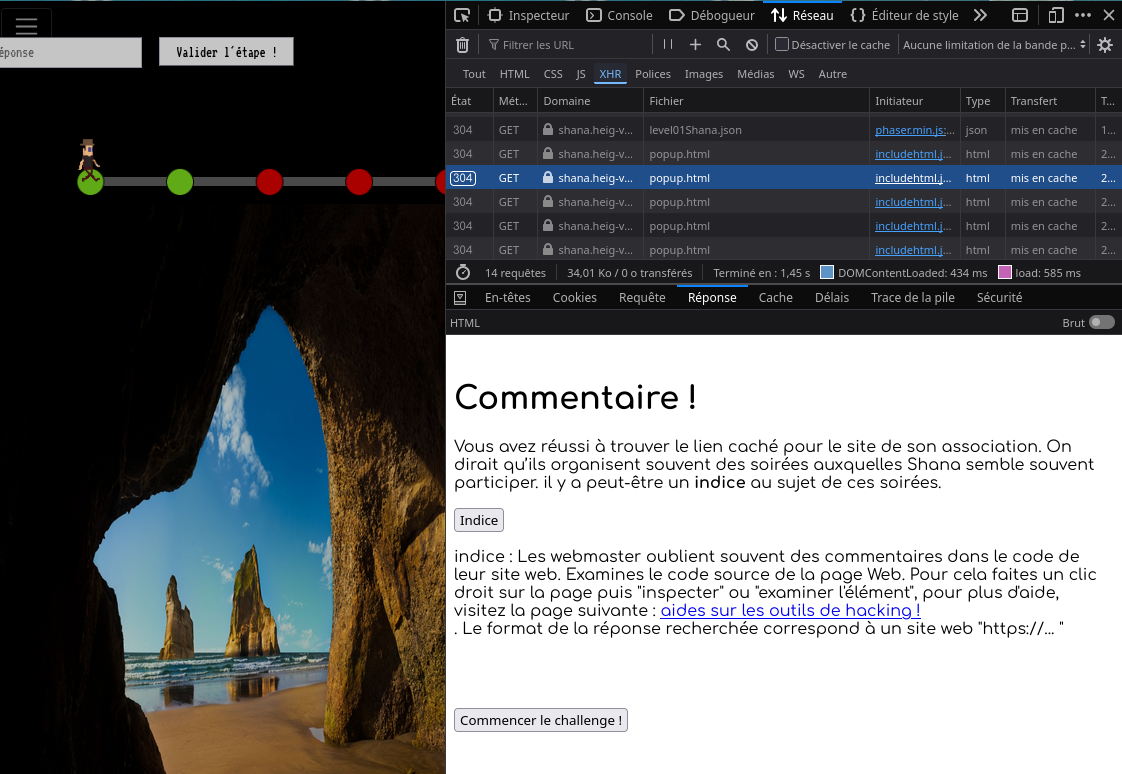 Inspecteur Console Débogueur Réseau Éditeur de style
éponse Valider l'étape !
Filtrer les URL Désactiver le cache Aucune limitation de la bande p...
Tout HTML CSS JS XHR Polices Images Médias WS Autre
État Mét... Domaine Fichier Initiateur Type Transfert T...
304 GET shana.heig-v... level01Shana.json phaser.min.js:... json mis en cache 1...
304 GET shana.heig-v... popup.html includehtml.j... html mis en cache 2...
304 GET shana.heig-v... popup.html includehtml.j... html mis en cache 2...
304 GET shana.heig-v... popup.html includehtml.j... html mis en cache 2...
304 GET shana.heig-v... popup.html includehtml.j... html mis en cache 2...
304 GET shana.heig-v... popup.html includehtml.j... html mis en cache 2...
14 requêtes 34,01 Ko / 0 o transférés Terminé en : 1,45 s DOMContentLoaded: 434 ms load: 585 ms
En-têtes Cookies Requête Réponse Cache Délais Trace de la pile Sécurité
HTML Brut
Commentaire !
Vous avez réussi à trouver le lien caché pour le site de son association. On
dirait qu'ils organisent souvent des soirées auxquelles Shana semble souvent
participer. il y a peut-être un indice au sujet de ces soirées.
Indice
indice : Les webmaster oublient souvent des commentaires dans le code de
leur site web. Examines le code source de la page Web. Pour cela faites un clic
droit sur la page puis "inspecter" ou "examiner l'élément", pour plus d'aide,
visitez la page suivante : aides sur les outils de hacking !
. Le format de la réponse recherchée correspond à un site web "https://... "
Commencer le challenge !